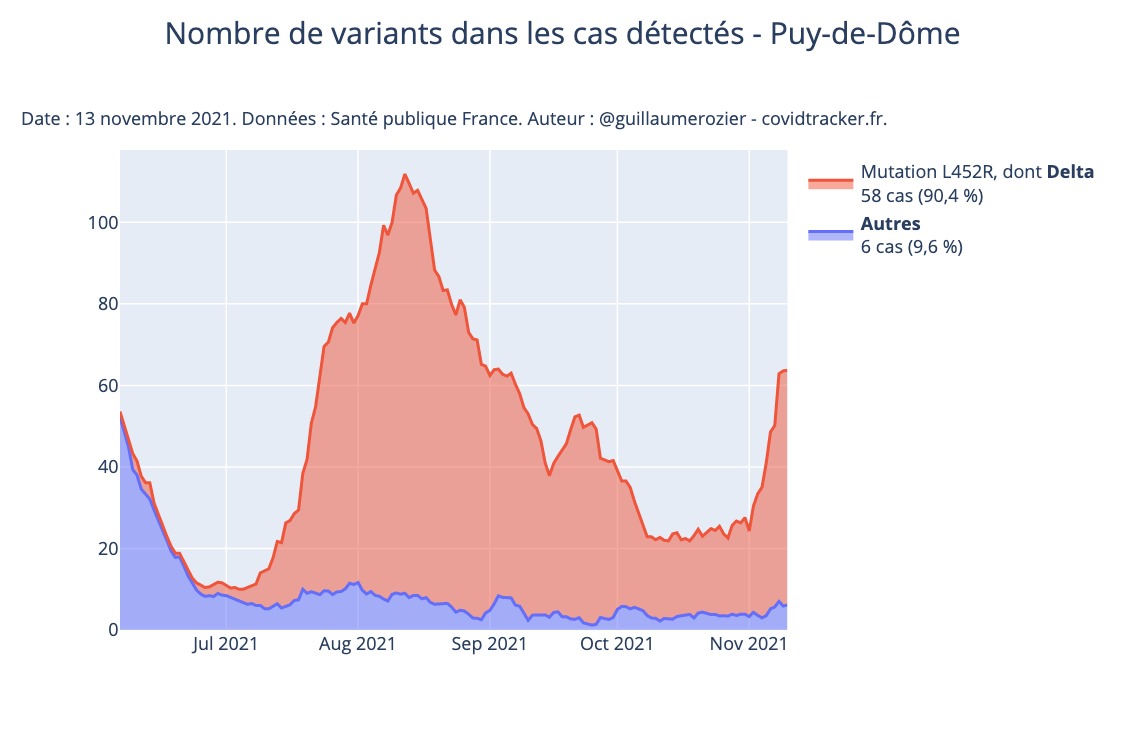 Nombre de variants dans les cas détectés - Puy-de-Dôme
Date : 13 novembre 2021. Données : Santé publique France. Auteur : @guillaumerozier - covidtracker.fr.
Mutation L452R, dont Delta
58 cas (90,4 %)
Autres
6 cas (9,6 %)
100
80
60
40
20
0
Jul 2021
Aug 2021
Sep 2021
Oct 2021
Nov 2021